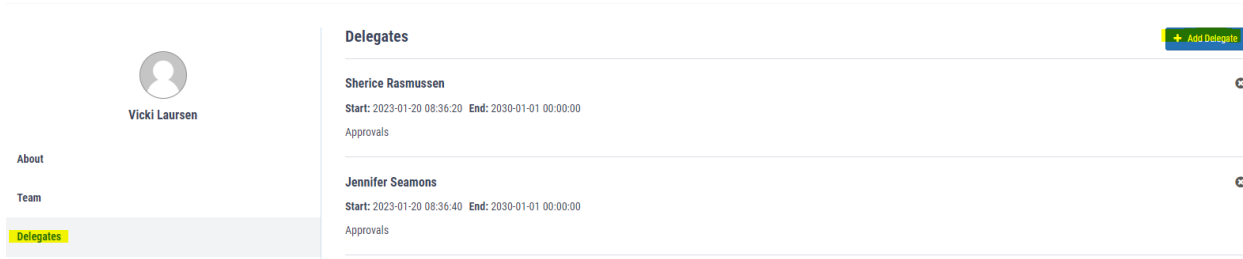 Vicki Laursen
About
Team
Delegates
Delegates
+ Add Delegate
Sherice Rasmussen
Start: 2023-01-20 08:36:20 End: 2030-01-01 00:00:00
Approvals
Jennifer Seamons
Start: 2023-01-20 08:36:40 End: 2030-01-01 00:00:00
Approvals